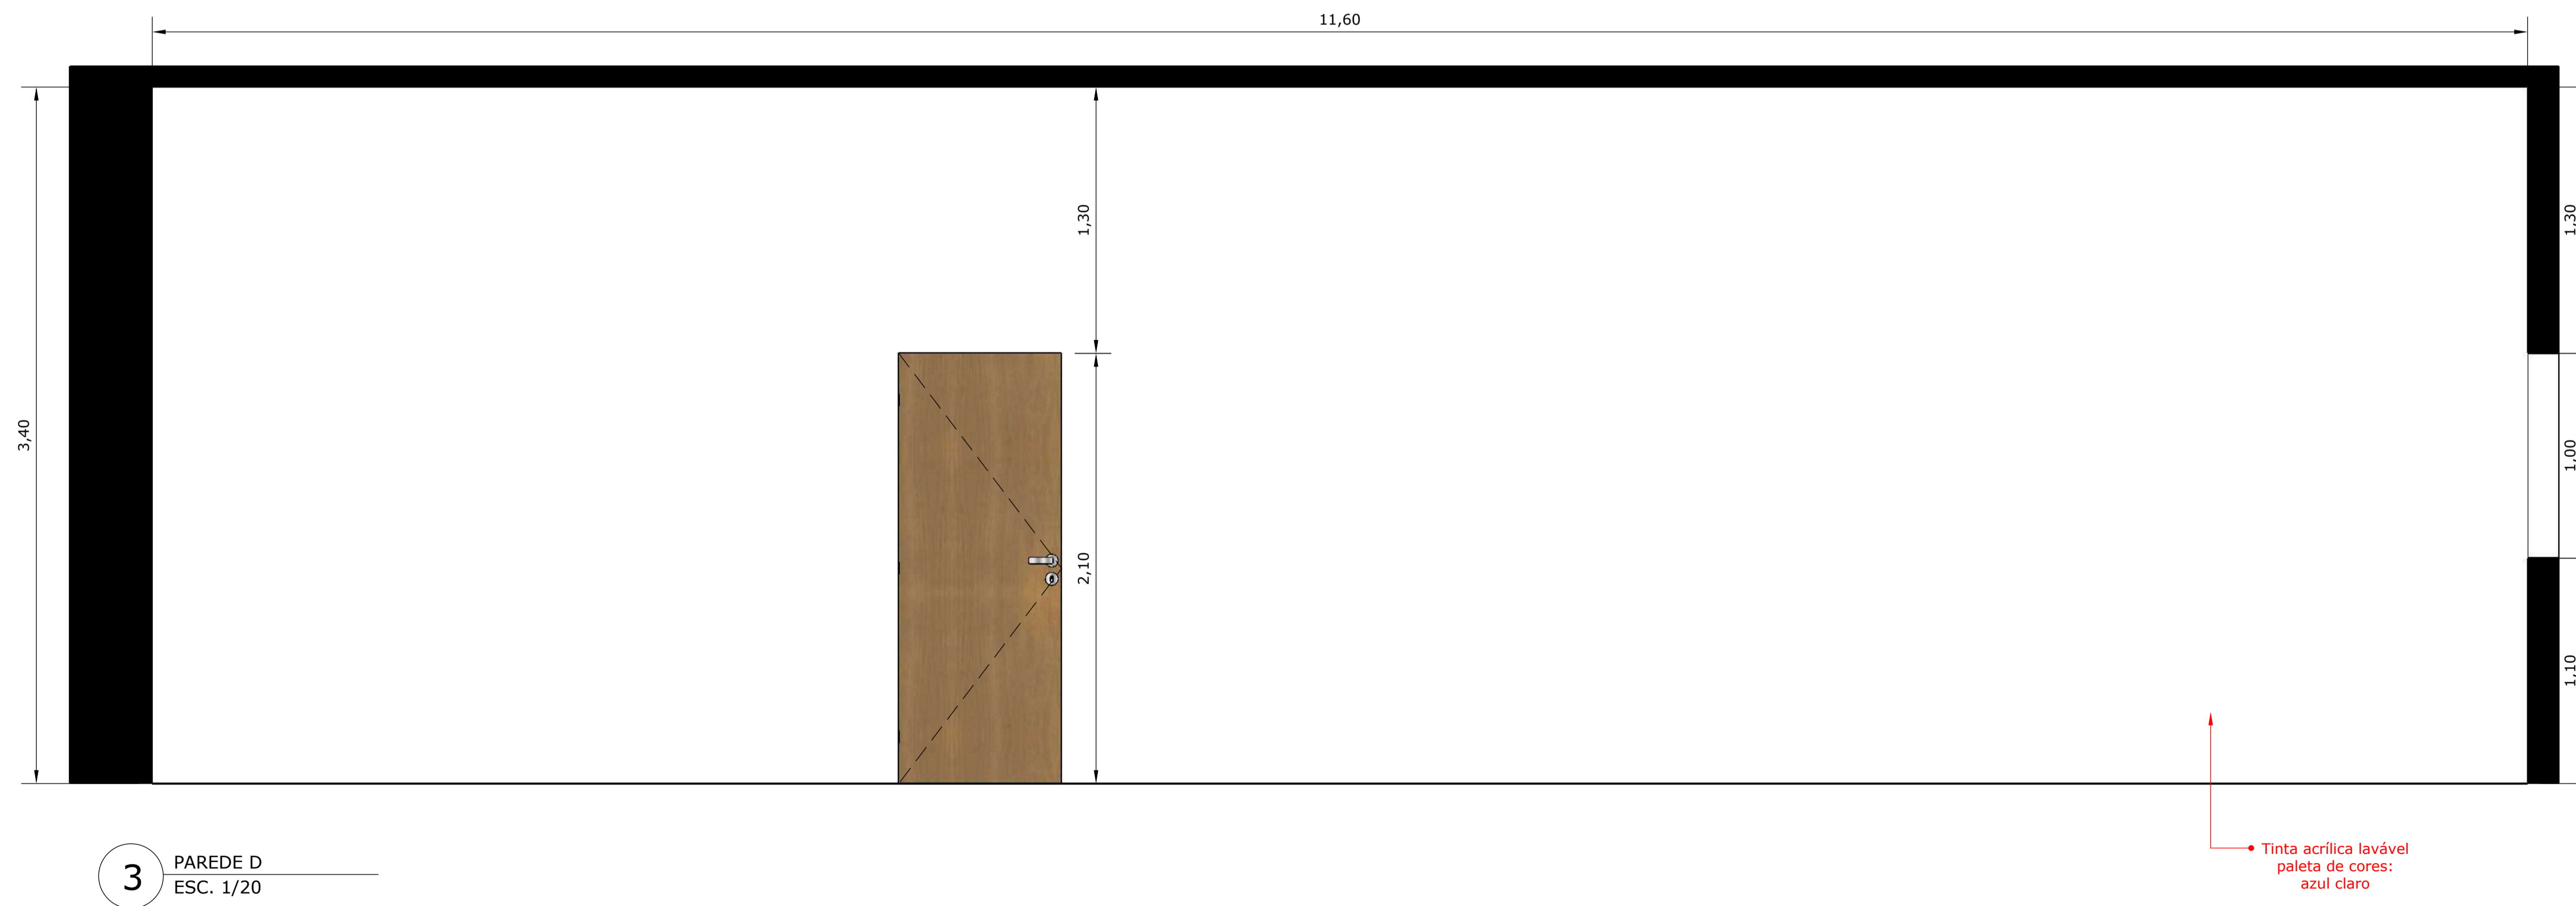 11,60
1,30
1,30
3,40
1,00
2,10
1,10
3
PAREDE D
ESC. 1/20
Tinta acrílica lavável
paleta de cores:
azul claro